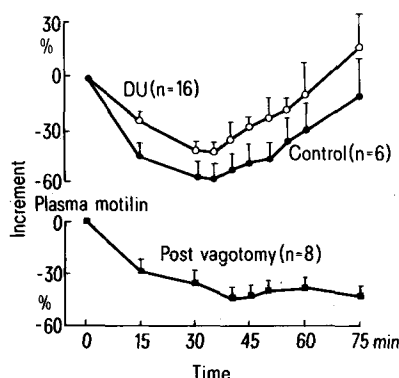 30
%
0
DU (n=16)
-30
Control (n=6)
-60
Increment
Plasma motilin
0
Post vagotomy (n=8)
-30
%
-60
0 15 30 45 60 75 min
Time